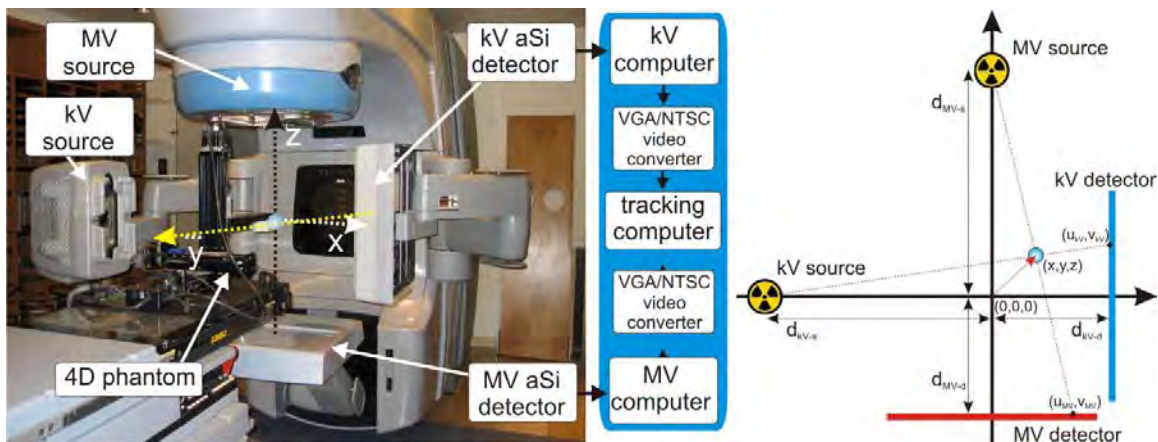 MV
source
kV
source
4D phantom
z
x
y
kV aSi
detector
MV aSi
detector
kV
computer
VGA/NTSC
video
converter
tracking
computer
VGA/NTSC
video
converter
MV
computer
MV source
d_MV-s
kV detector
(u_kV,v_kV)
(x,y,z)
kV source
(0,0,0)
d_kV-s
d_kV-d
d_MV-d
(u_MV,v_MV)
MV detector